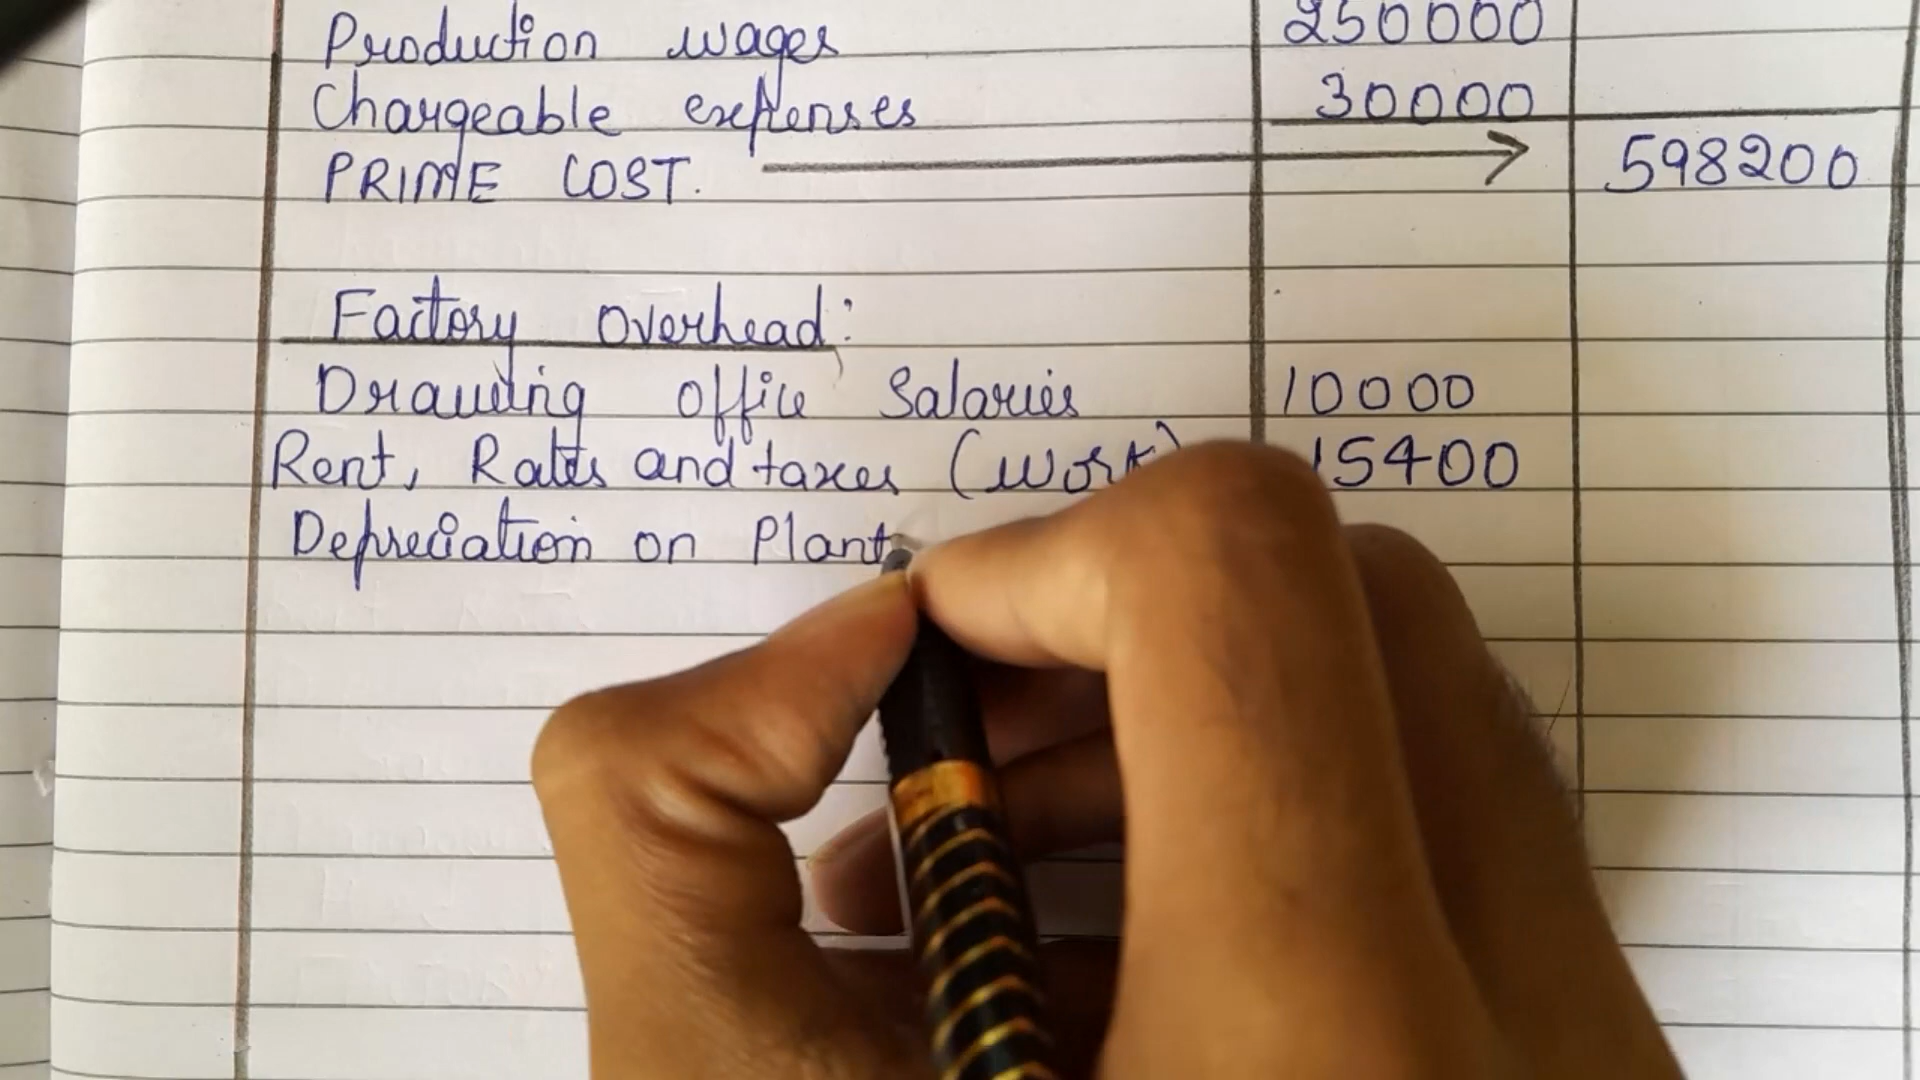 Production wages 250000
Chargeable expenses 30000
PRIME COST. 598200
Factory Overhead:
Drawing office Salaries 10000
Rent, Rates and taxes (work) 15400
Depreciation on Plant